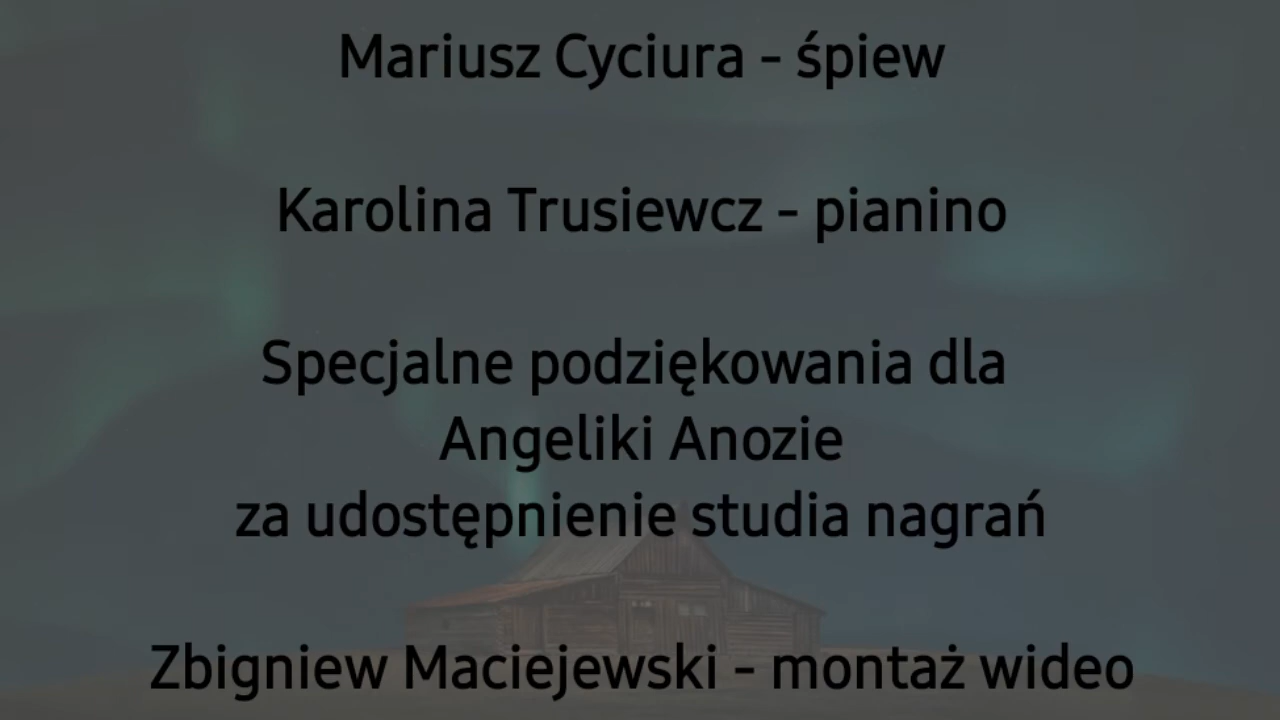 Mariusz Cyciura - śpiew
Karolina Trusiewcz - pianino
Specjalne podziękowania dla
Angeliki Anozie
za udostępnienie studia nagrań
Zbigniew Maciejewski - montaż wideo